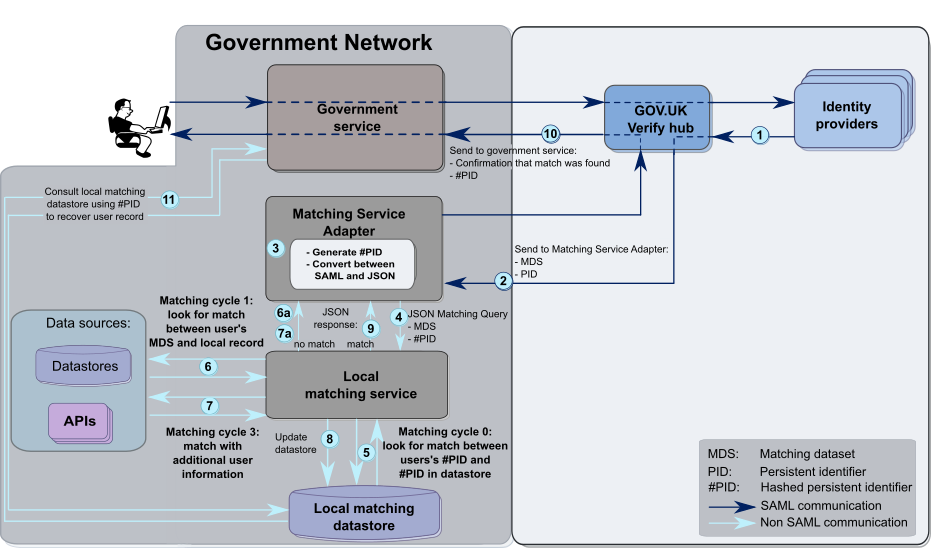 Government Network
Government
service
GOV.UK
Verify hub
Identity
providers
10
1
Send to government service:
- Confirmation that match was found
- #PID
Consult local matching
datastore using #PID
to recover user record
11
Matching Service
Adapter
3
- Generate #PID
- Convert between
SAML and JSON
Send to Matching Service Adapter:
- MDS
- PID
2
Matching cycle 1:
look for match
between user's
MDS and local record
6a
7a
no match
JSON
response:
9
match
4
JSON Matching Query
- MDS
- #PID
Data sources:
Datastores
APIs
6
7
Local
matching service
Matching cycle 3:
match with
additional user
information
Update
datastore
8
5
Matching cycle 0:
look for match between
users's #PID and
#PID in datastore
Local matching
datastore
MDS: Matching dataset
PID: Persistent identifier
#PID: Hashed persistent identifier
SAML communication
Non SAML communication